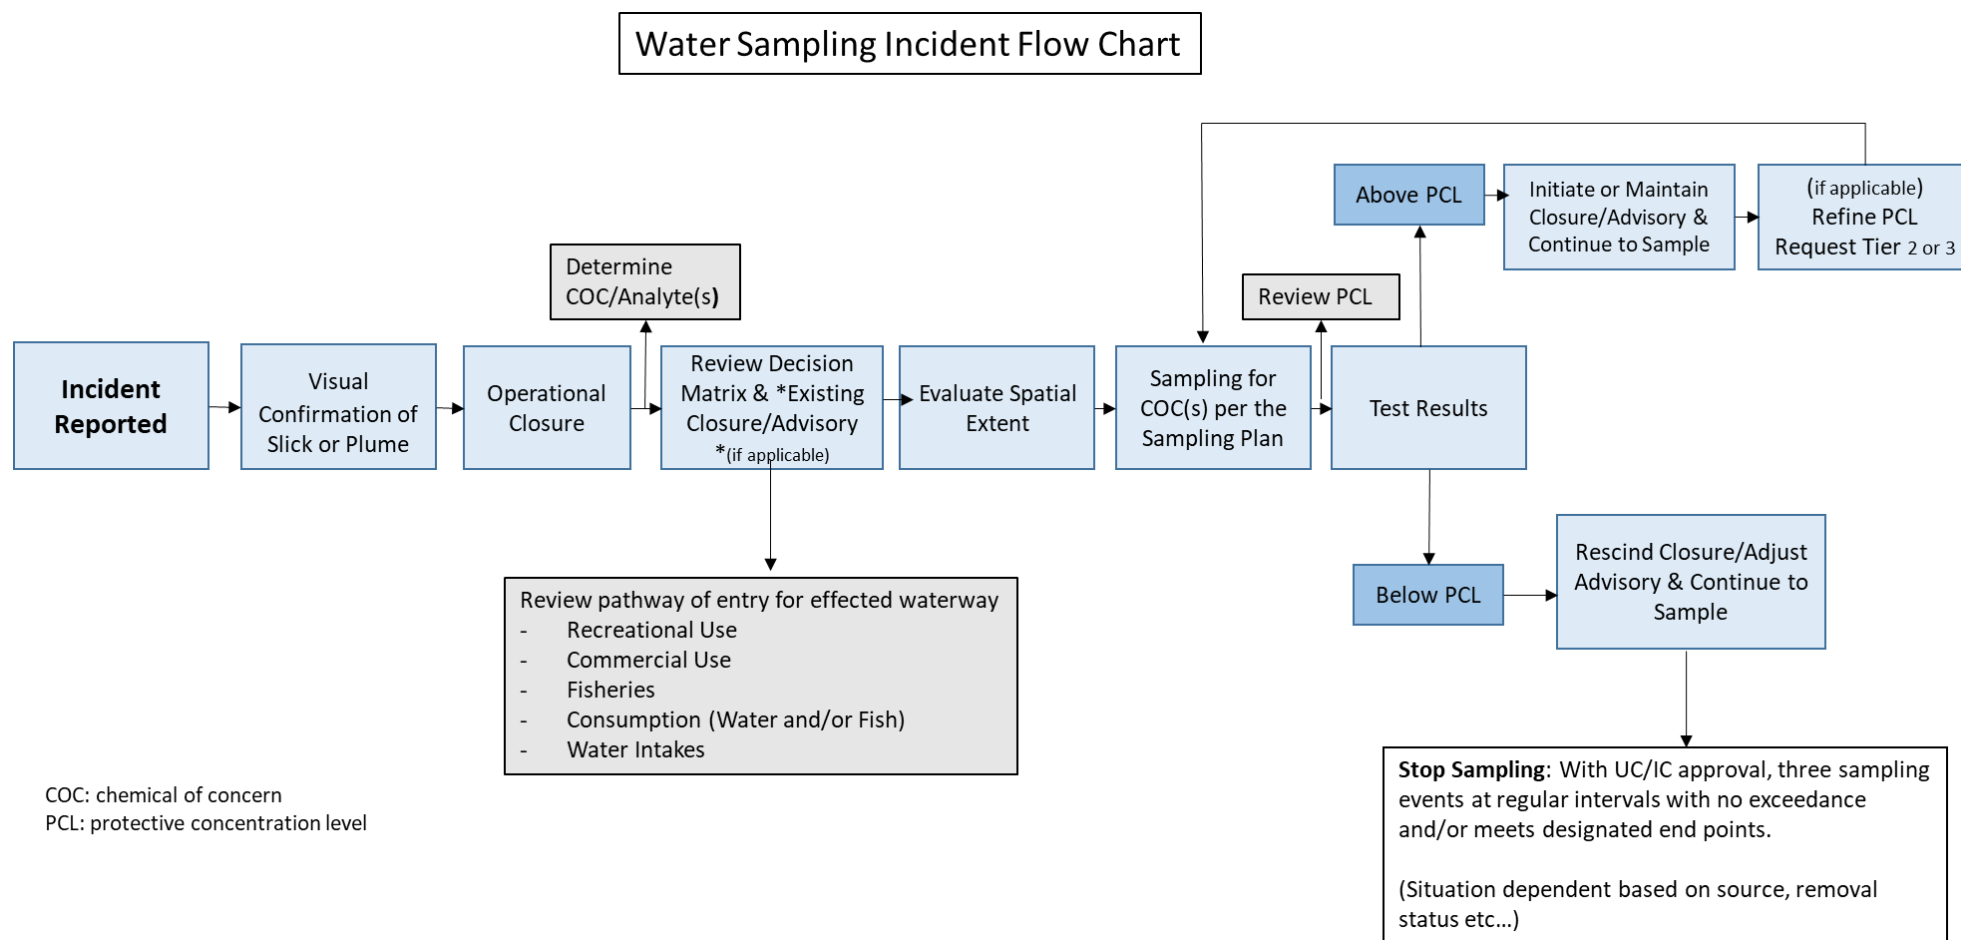 Water Sampling Incident Flow Chart
Incident
Reported
Visual
Confirmation of
Slick or Plume
Operational
Closure
Determine
COC/Analyte(s)
Review Decision
Matrix & *Existing
Closure/Advisory
*(if applicable)
Review pathway of entry for effected waterway
- Recreational Use
- Commercial Use
- Fisheries
- Consumption (Water and/or Fish)
- Water Intakes
Evaluate Spatial
Extent
Sampling for
COC(s) per the
Sampling Plan
Review PCL
Test Results
Above PCL
Initiate or Maintain
Closure/Advisory &
Continue to Sample
(if applicable)
Refine PCL
Request Tier 2 or 3
Below PCL
Rescind Closure/Adjust
Advisory & Continue to
Sample
Stop Sampling: With UC/IC approval, three sampling
events at regular intervals with no exceedance
and/or meets designated end points.
(Situation dependent based on source, removal
status etc...)
COC: chemical of concern
PCL: protective concentration level